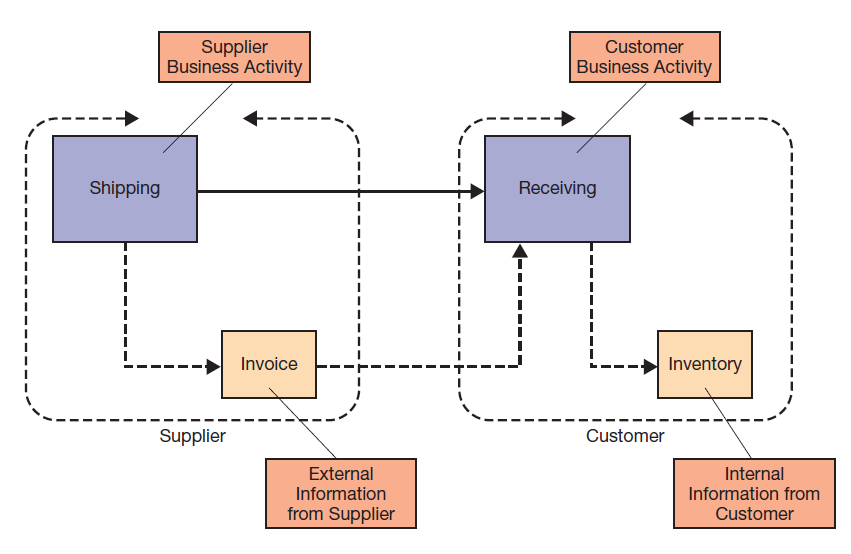 Supplier
Business Activity
Customer
Business Activity
Shipping
Receiving
Invoice
Inventory
Supplier
Customer
External
Information
from Supplier
Internal
Information from
Customer